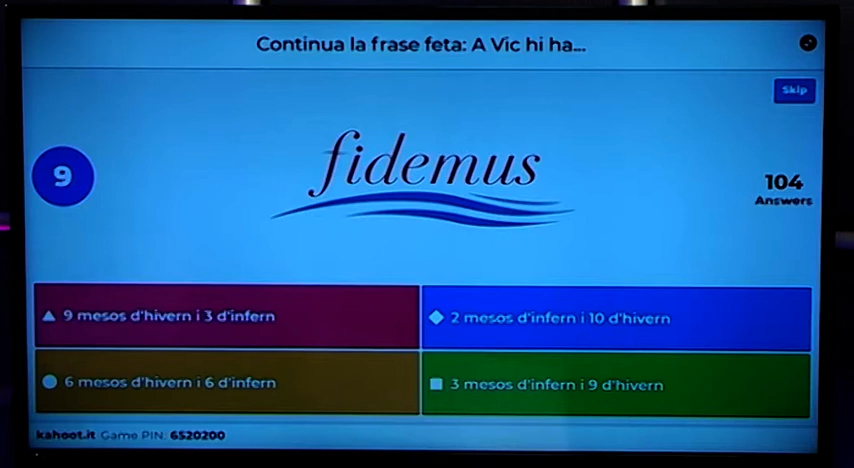 Continua la frase feta: A Vic hi ha...
Skip
9
fidemus
104
Answers
9 mesos d'hivern i 3 d'infern
2 mesos d'infern i 10 d'hivern
6 mesos d'hivern i 6 d'infern
3 mesos d'infern i 9 d'hivern
kahoot.it Game PIN: 6520200